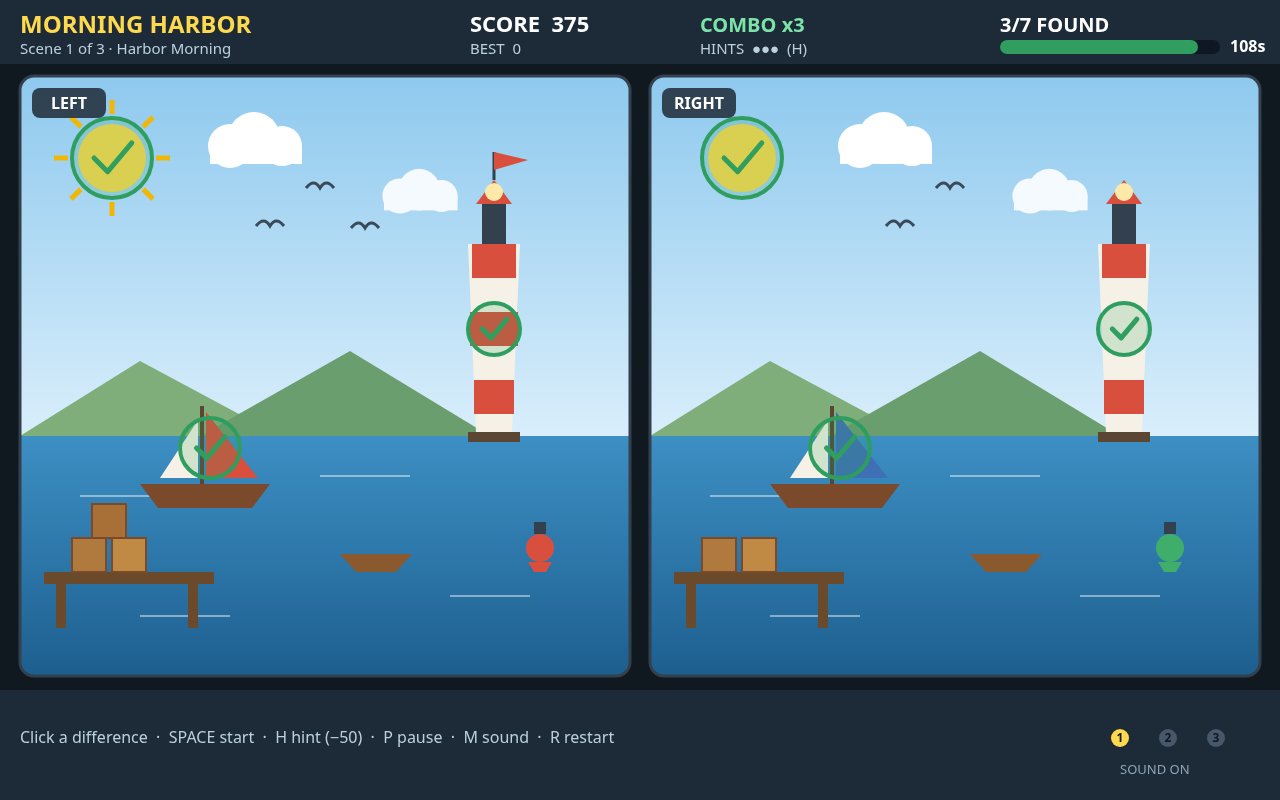 MORNING HARBOR
Scene 1 of 3 · Harbor Morning
SCORE 375
BEST 0
COMBO x3
HINTS ●●● (H)
3/7 FOUND
108s
LEFT
RIGHT
Click a difference · SPACE start · H hint (−50) · P pause · M sound · R restart
1 2 3
SOUND ON